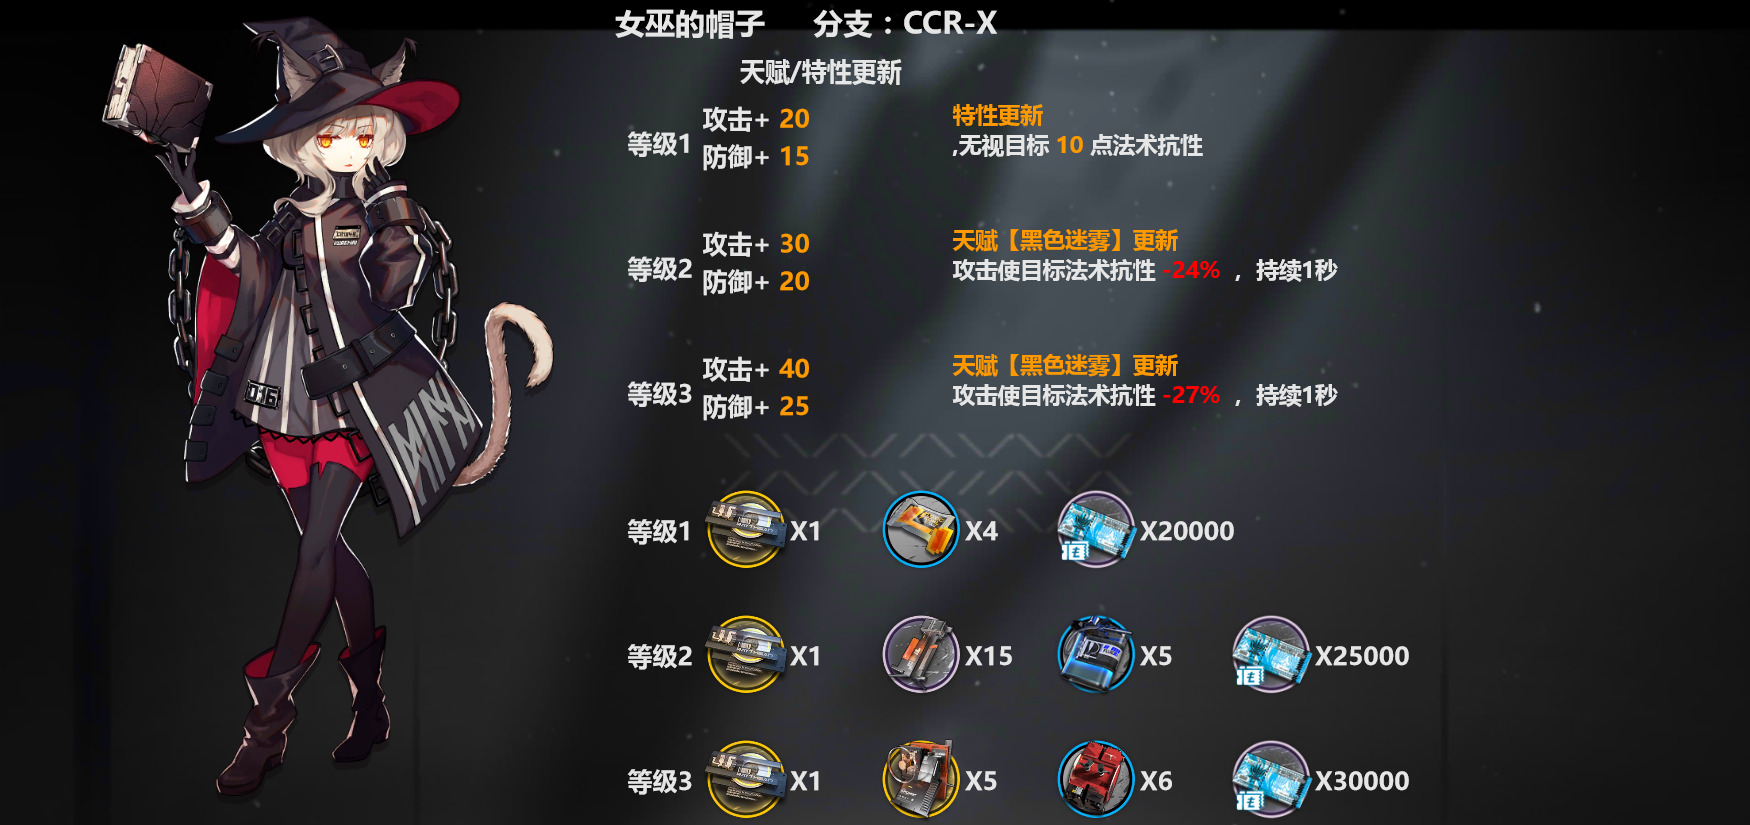 女巫的帽子 分支：CCR-X
天赋/特性更新
等级1
攻击+ 20
防御+ 15
特性更新
,无视目标 10 点法术抗性
等级2
攻击+ 30
防御+ 20
天赋【黑色迷雾】更新
攻击使目标法术抗性 -24% ，持续1秒
等级3
攻击+ 40
防御+ 25
天赋【黑色迷雾】更新
攻击使目标法术抗性 -27% ，持续1秒
等级1 X1 X4 X20000
等级2 X1 X15 X5 X25000
等级3 X1 X5 X6 X30000
016